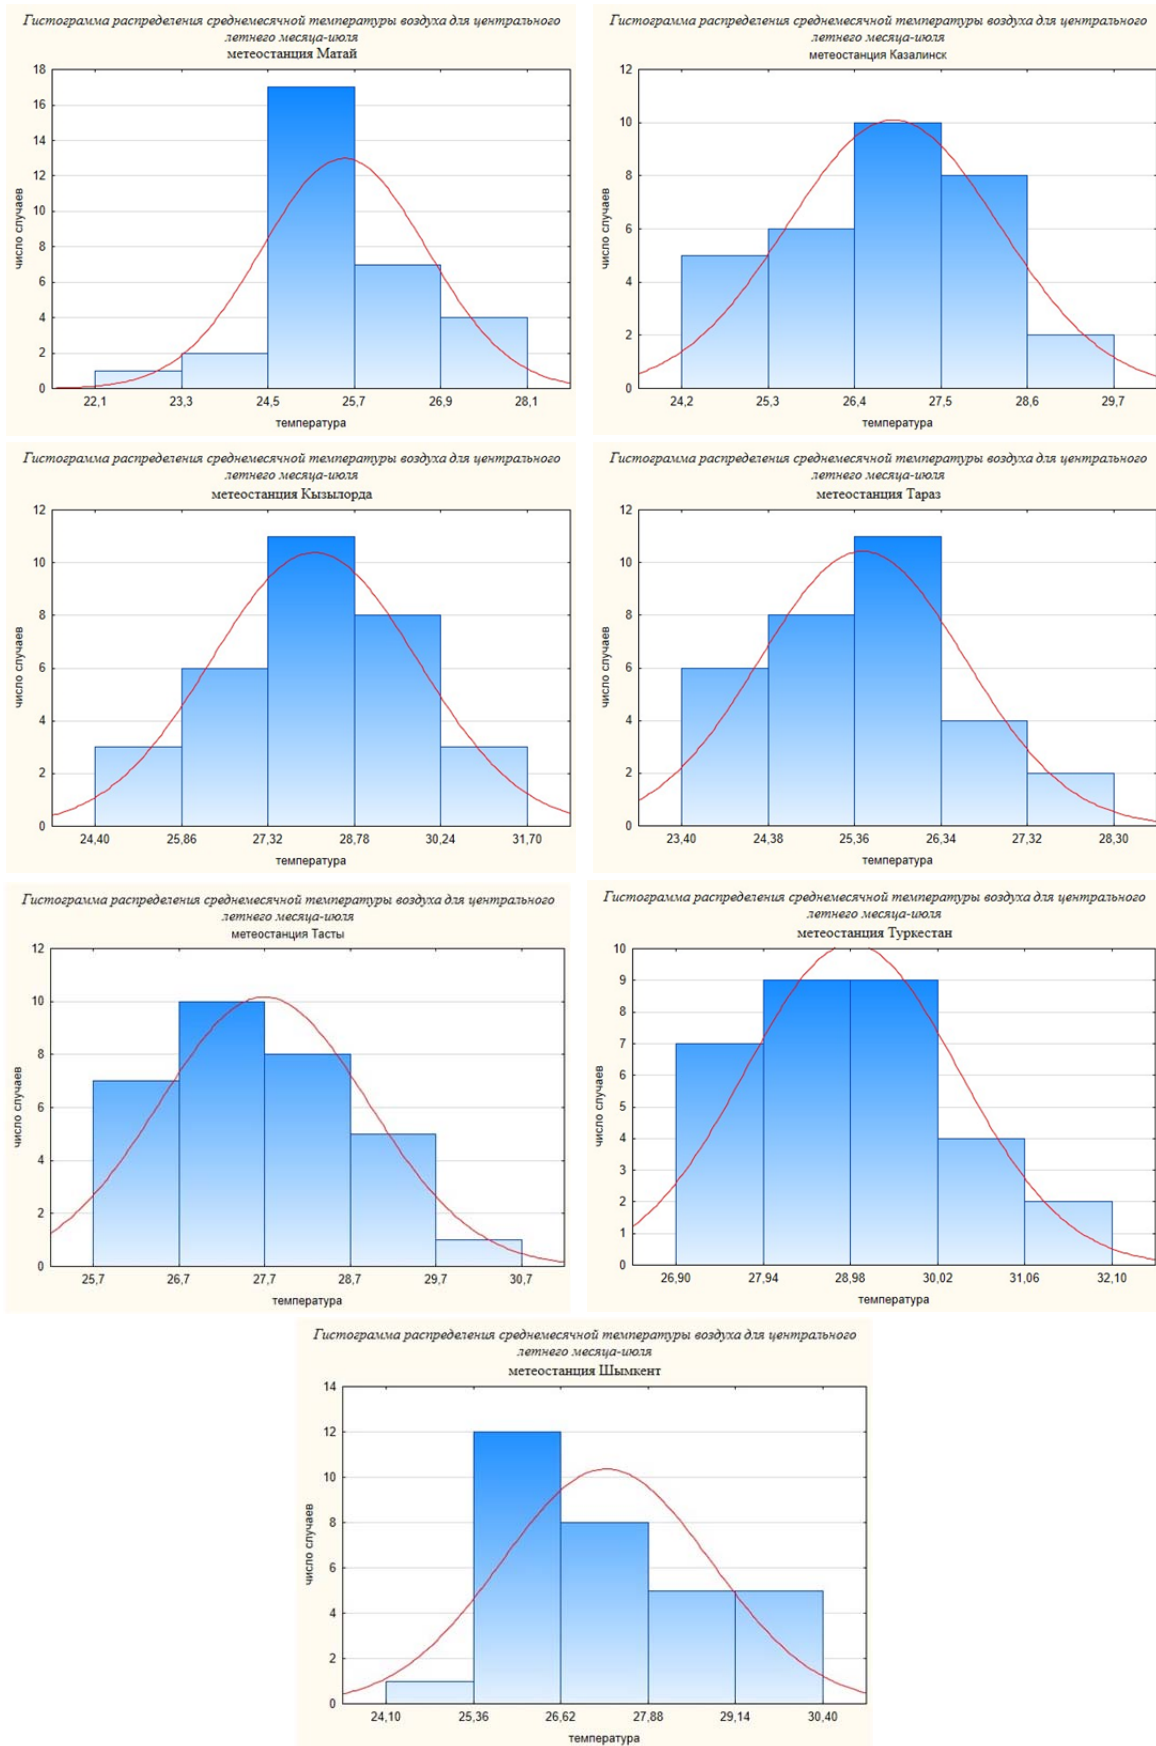 Гистограмма распределения среднемесячной температуры воздуха для центрального
летнего месяца-июля
метеостанция Матай
18
16
14
12
10
8
6
4
2
0
число случаев
22,1 23,3 24,5 25,7 26,9 28,1
температура
Гистограмма распределения среднемесячной температуры воздуха для центрального
летнего месяца-июля
метеостанция Казалинск
12
10
8
6
4
2
0
число случаев
24,2 25,3 26,4 27,5 28,6 29,7
температура
Гистограмма распределения среднемесячной температуры воздуха для центрального
летнего месяца-июля
метеостанция Кызылорда
12
10
8
6
4
2
0
число случаев
24,40 25,86 27,32 28,78 30,24 31,70
температура
Гистограмма распределения среднемесячной температуры воздуха для центрального
летнего месяца-июля
метеостанция Тараз
12
10
8
6
4
2
0
число случаев
23,40 24,38 25,36 26,34 27,32 28,30
температура
Гистограмма распределения среднемесячной температуры воздуха для центрального
летнего месяца-июля
метеостанция Тасты
12
10
8
6
4
2
0
число случаев
25,7 26,7 27,7 28,7 29,7 30,7
температура
Гистограмма распределения среднемесячной температуры воздуха для центрального
летнего месяца-июля
метеостанция Туркестан
10
9
8
7
6
5
4
3
2
1
0
число случаев
26,90 27,94 28,98 30,02 31,06 32,10
температура
Гистограмма распределения среднемесячной температуры воздуха для центрального
летнего месяца-июля
метеостанция Шымкент
14
12
10
8
6
4
2
0
число случаев
24,10 25,36 26,62 27,88 29,14 30,40
температура